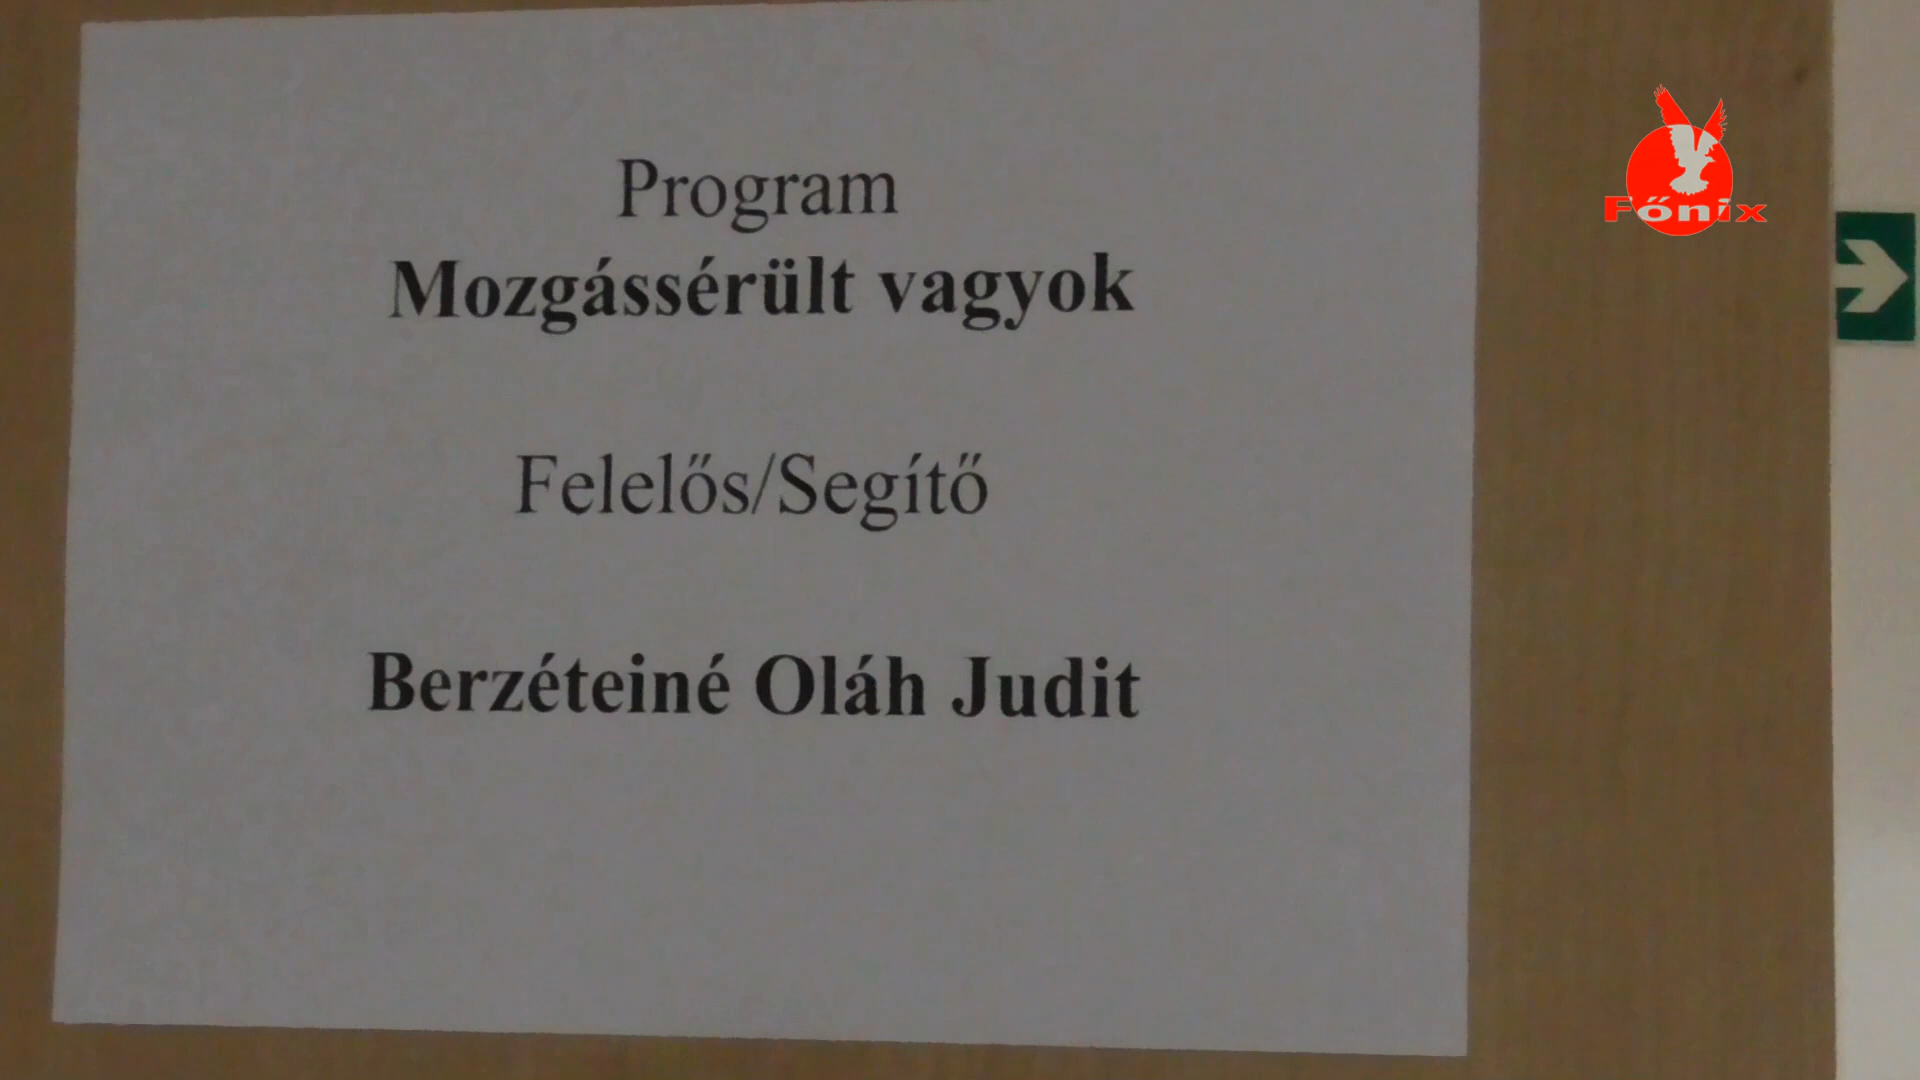 Program
Mozgássérült vagyok
Felelős/Segítő
Berzéteiné Oláh Judit
Főnix